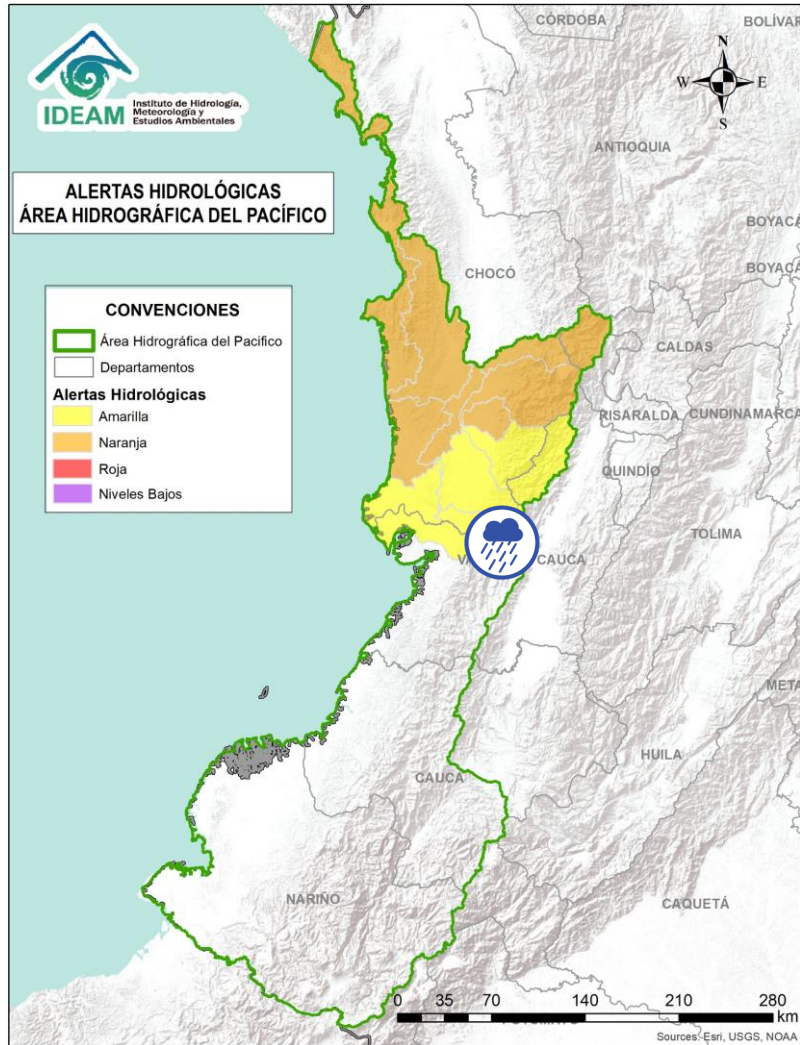 CÓRDOBA
BOLÍVAR
IDEAM
Instituto de Hidrología,
Meteorología y
Estudios Ambientales
N
W E
S
ANTIOQUIA
ALERTAS HIDROLÓGICAS
ÁREA HIDROGRÁFICA DEL PACÍFICO
BOYACÁ
BOYACÁ
CHOCÓ
CONVENCIONES
Área Hidrográfica del Pacifico
Departamentos
Alertas Hidrológicas
Amarilla
Naranja
Roja
Niveles Bajos
CALDAS
RISARALDA
CUNDINAMARCA
QUINDÍO
TOLIMA
CAUCA
META
HUILA
CAUCA
NARIÑO
CAQUETÁ
0 35 70 140 210 280
km
Sources: Esri, USGS, NOAA